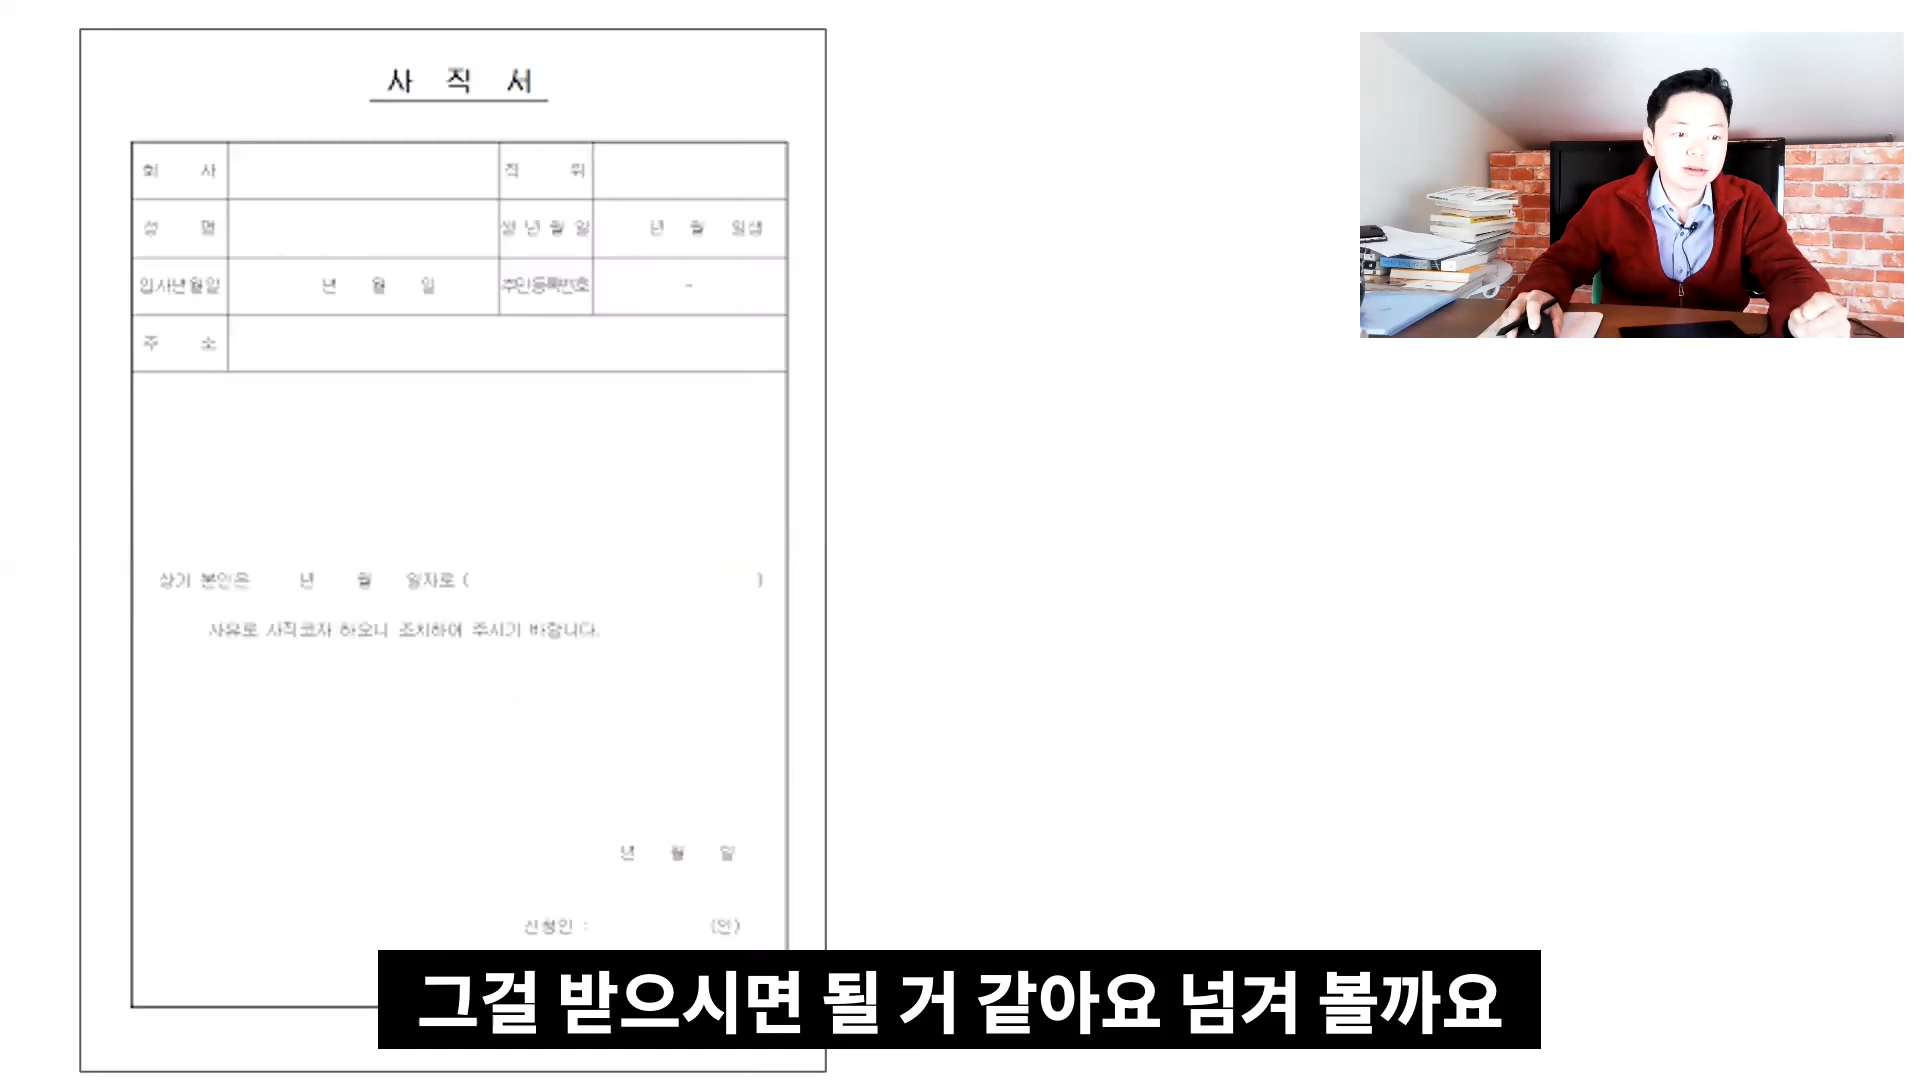 사 직 서
회 사
직 위
성 명
생 년 월 일
년 월 일생
입사년월일
년 월 일
주민등록번호
-
주 소
상기 본인은 년 월 일자로 ( )
사유로 사직코자 하오니 조치하여 주시기 바랍니다.
년 월 일
신청인 : (인)
그걸 받으시면 될 거 같아요 넘겨 볼까요